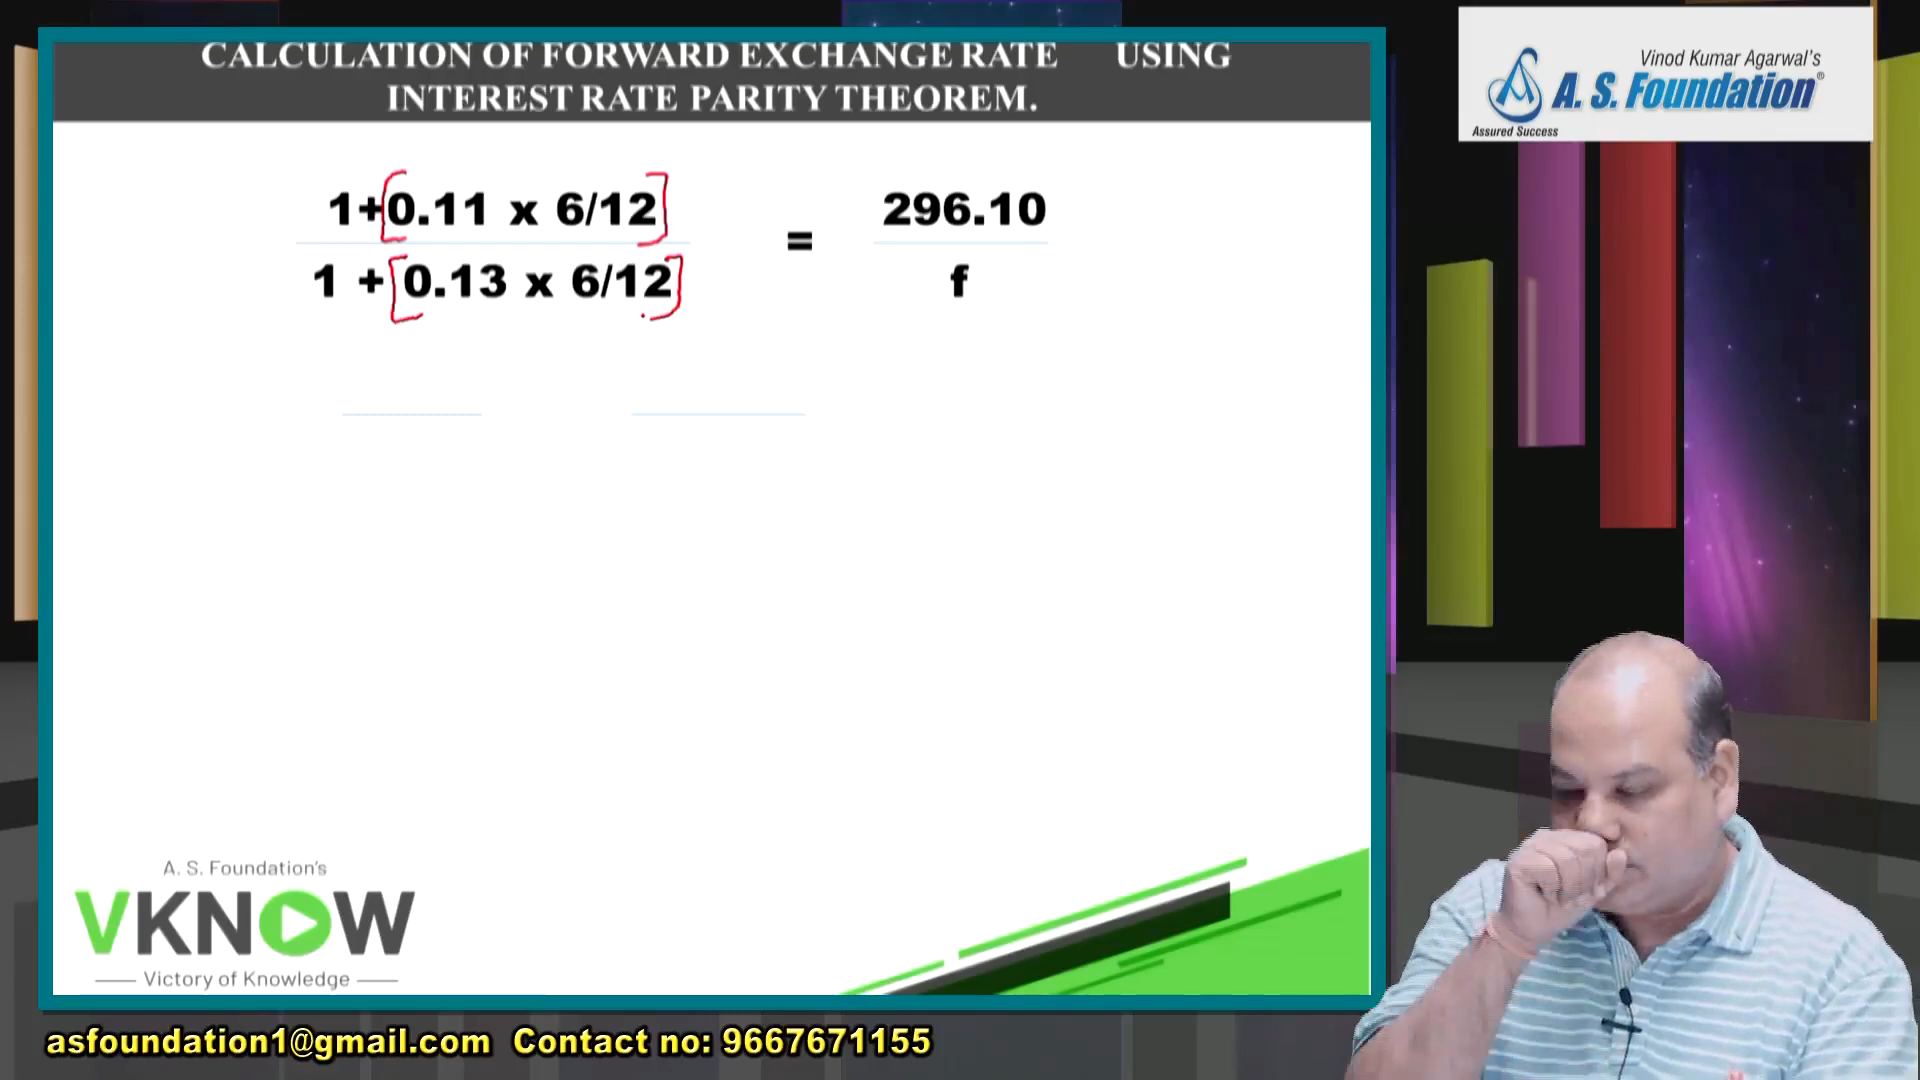 CALCULATION OF FORWARD EXCHANGE RATE USING
INTEREST RATE PARITY THEOREM.
Vinod Kumar Agarwal's
A. S. Foundation®
Assured Success
1+[0.11 x 6/12]
1 + [0.13 x 6/12]
=
296.10
f
A. S. Foundation's
VKNOW
Victory of Knowledge
asfoundation1@gmail.com Contact no: 9667671155